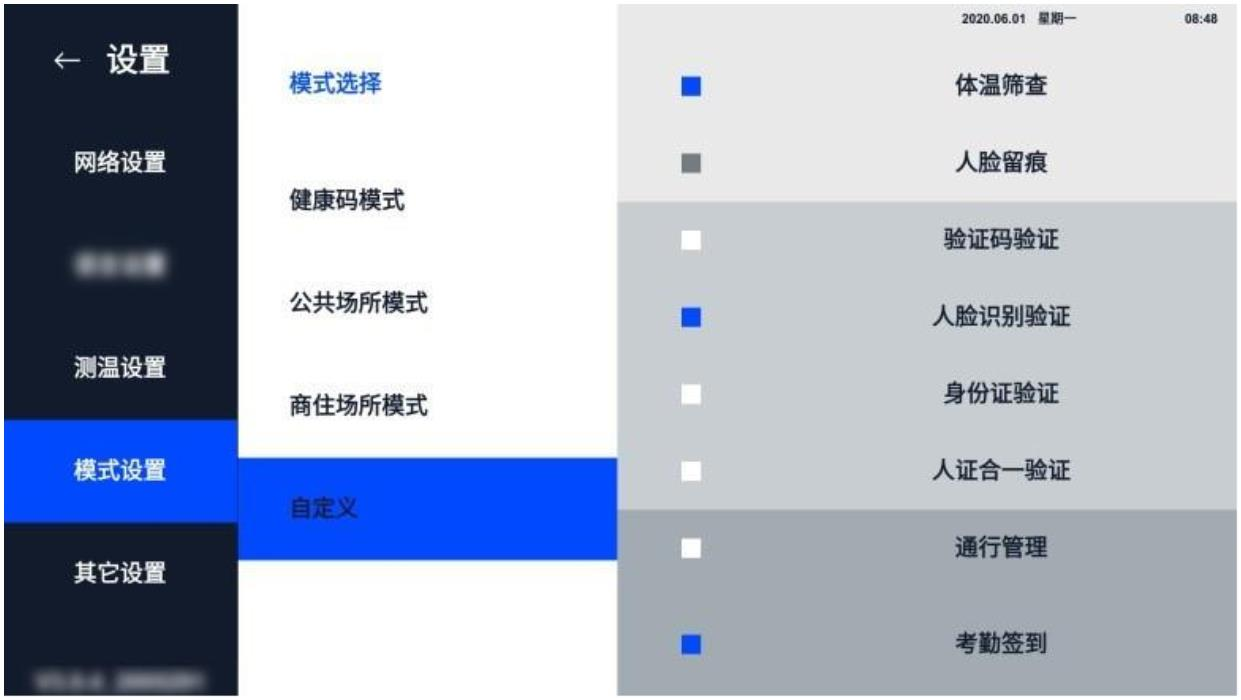 ← 设置
网络设置
测温设置
模式设置
其它设置
模式选择
健康码模式
公共场所模式
商住场所模式
自定义
2020.06.01 星期一 08:48
体温筛查
人脸留痕
验证码验证
人脸识别验证
身份证验证
人证合一验证
通行管理
考勤签到